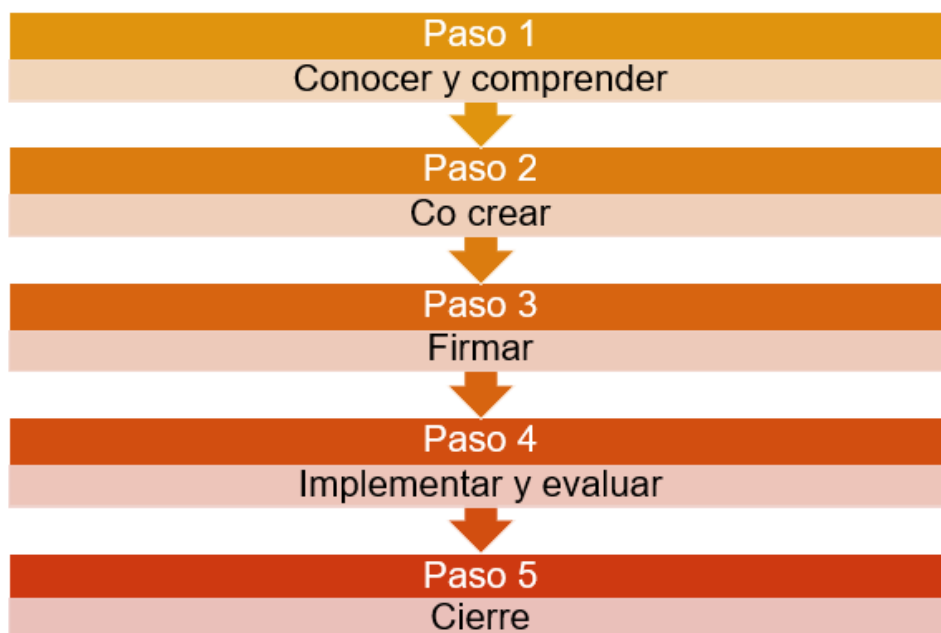 Paso 1
Conocer y comprender
Paso 2
Co crear
Paso 3
Firmar
Paso 4
Implementar y evaluar
Paso 5
Cierre